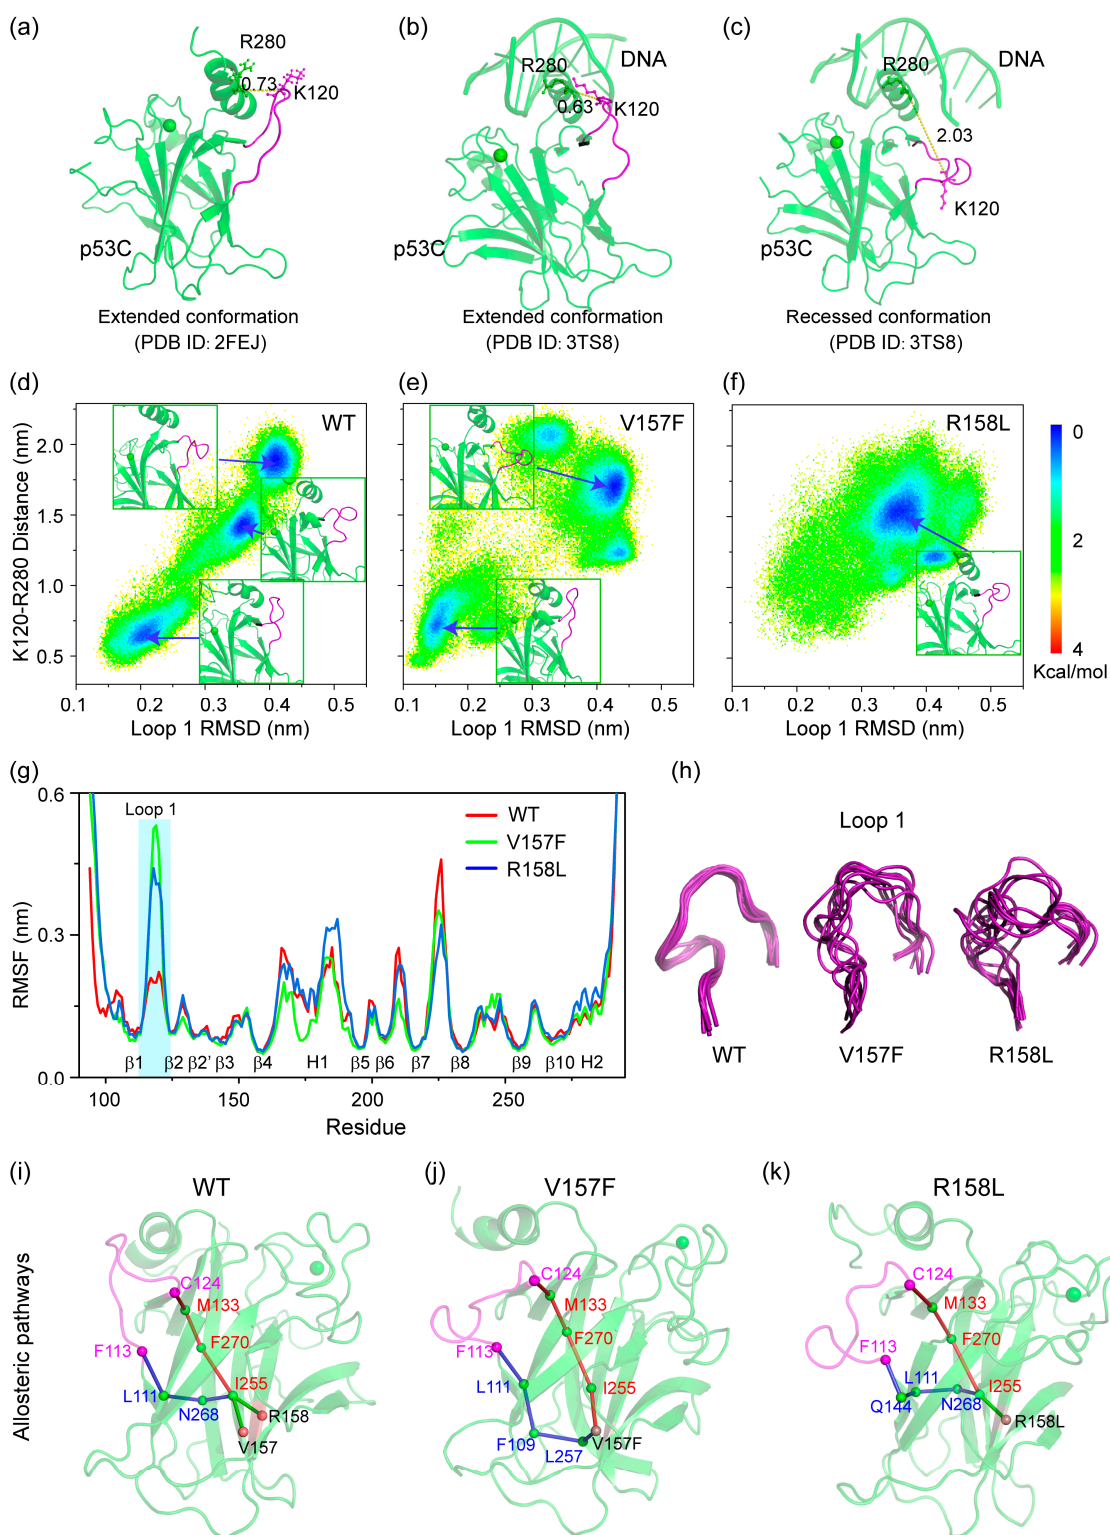 (a)
R280
0.73
K120
p53C
Extended conformation
(PDB ID: 2FEJ)
(b)
DNA
R280
0.63
K120
p53C
Extended conformation
(PDB ID: 3TS8)
(c)
R280
DNA
2.03
K120
p53C
Recessed conformation
(PDB ID: 3TS8)
(d)
WT
K120-R280 Distance (nm)
2.0
1.5
1.0
0.5
0.1 0.2 0.3 0.4 0.5
Loop 1 RMSD (nm)
(e)
V157F
0.1 0.2 0.3 0.4 0.5
Loop 1 RMSD (nm)
(f)
R158L
0.1 0.2 0.3 0.4 0.5
Loop 1 RMSD (nm)
0
2
4
Kcal/mol
(g)
Loop 1
WT
V157F
R158L
RMSF (nm)
0.6
0.3
0.0
β1 β2 β2' β3 β4 H1 β5 β6 β7 β8 β9 β10 H2
100 150 200 250
Residue
(h)
Loop 1
WT
V157F
R158L
Allosteric pathways
(i)
WT
C124
M133
F270
F113
I255
L111
N268
R158
V157
(j)
V157F
C124
M133
F270
F113
I255
L111
F109
V157F
L257
(k)
R158L
C124
M133
F270
F113
L111
I255
Q144
N268
R158L